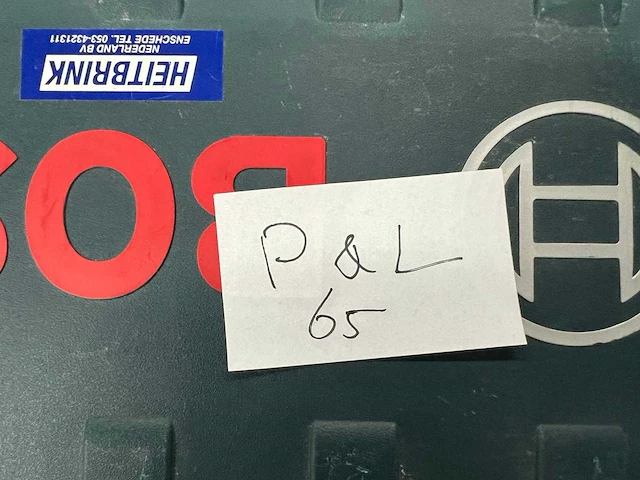 HEITBRINK
NEDERLAND BV
ENSCHEDE TEL. 053-4321311
BOS
P & L
65